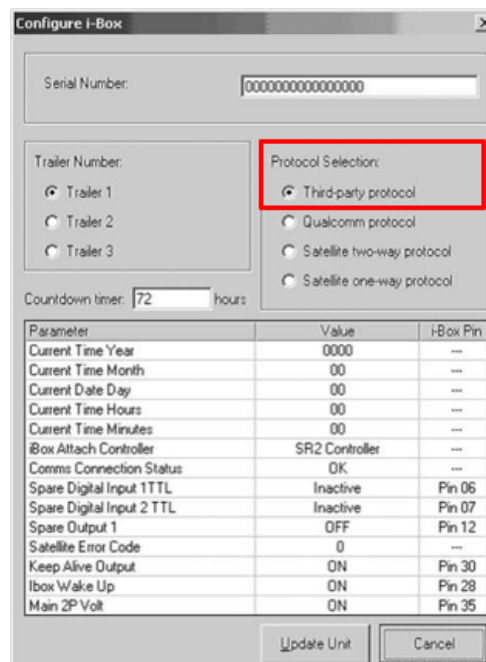 Configure i-Box
Serial Number: 0000000000000000
Trailer Number:
Trailer 1
Trailer 2
Trailer 3
Protocol Selection:
Third-party protocol
Qualcomm protocol
Satellite two-way protocol
Satellite one-way protocol
Countdown timer: 72 hours
Parameter Value i-Box Pin
Current Time Year 0000 ---
Current Time Month 00 ---
Current Date Day 00 ---
Current Time Hours 00 ---
Current Time Minutes 00 ---
iBox Attach Controller SR2 Controller ---
Comms Connection Status OK ---
Spare Digital Input 1TTL Inactive Pin 06
Spare Digital Input 2 TTL Inactive Pin 07
Spare Output 1 OFF Pin 12
Satellite Error Code 0 ---
Keep Alive Output ON Pin 30
Ibox Wake Up ON Pin 28
Main 2P Volt ON Pin 35
Update Unit Cancel